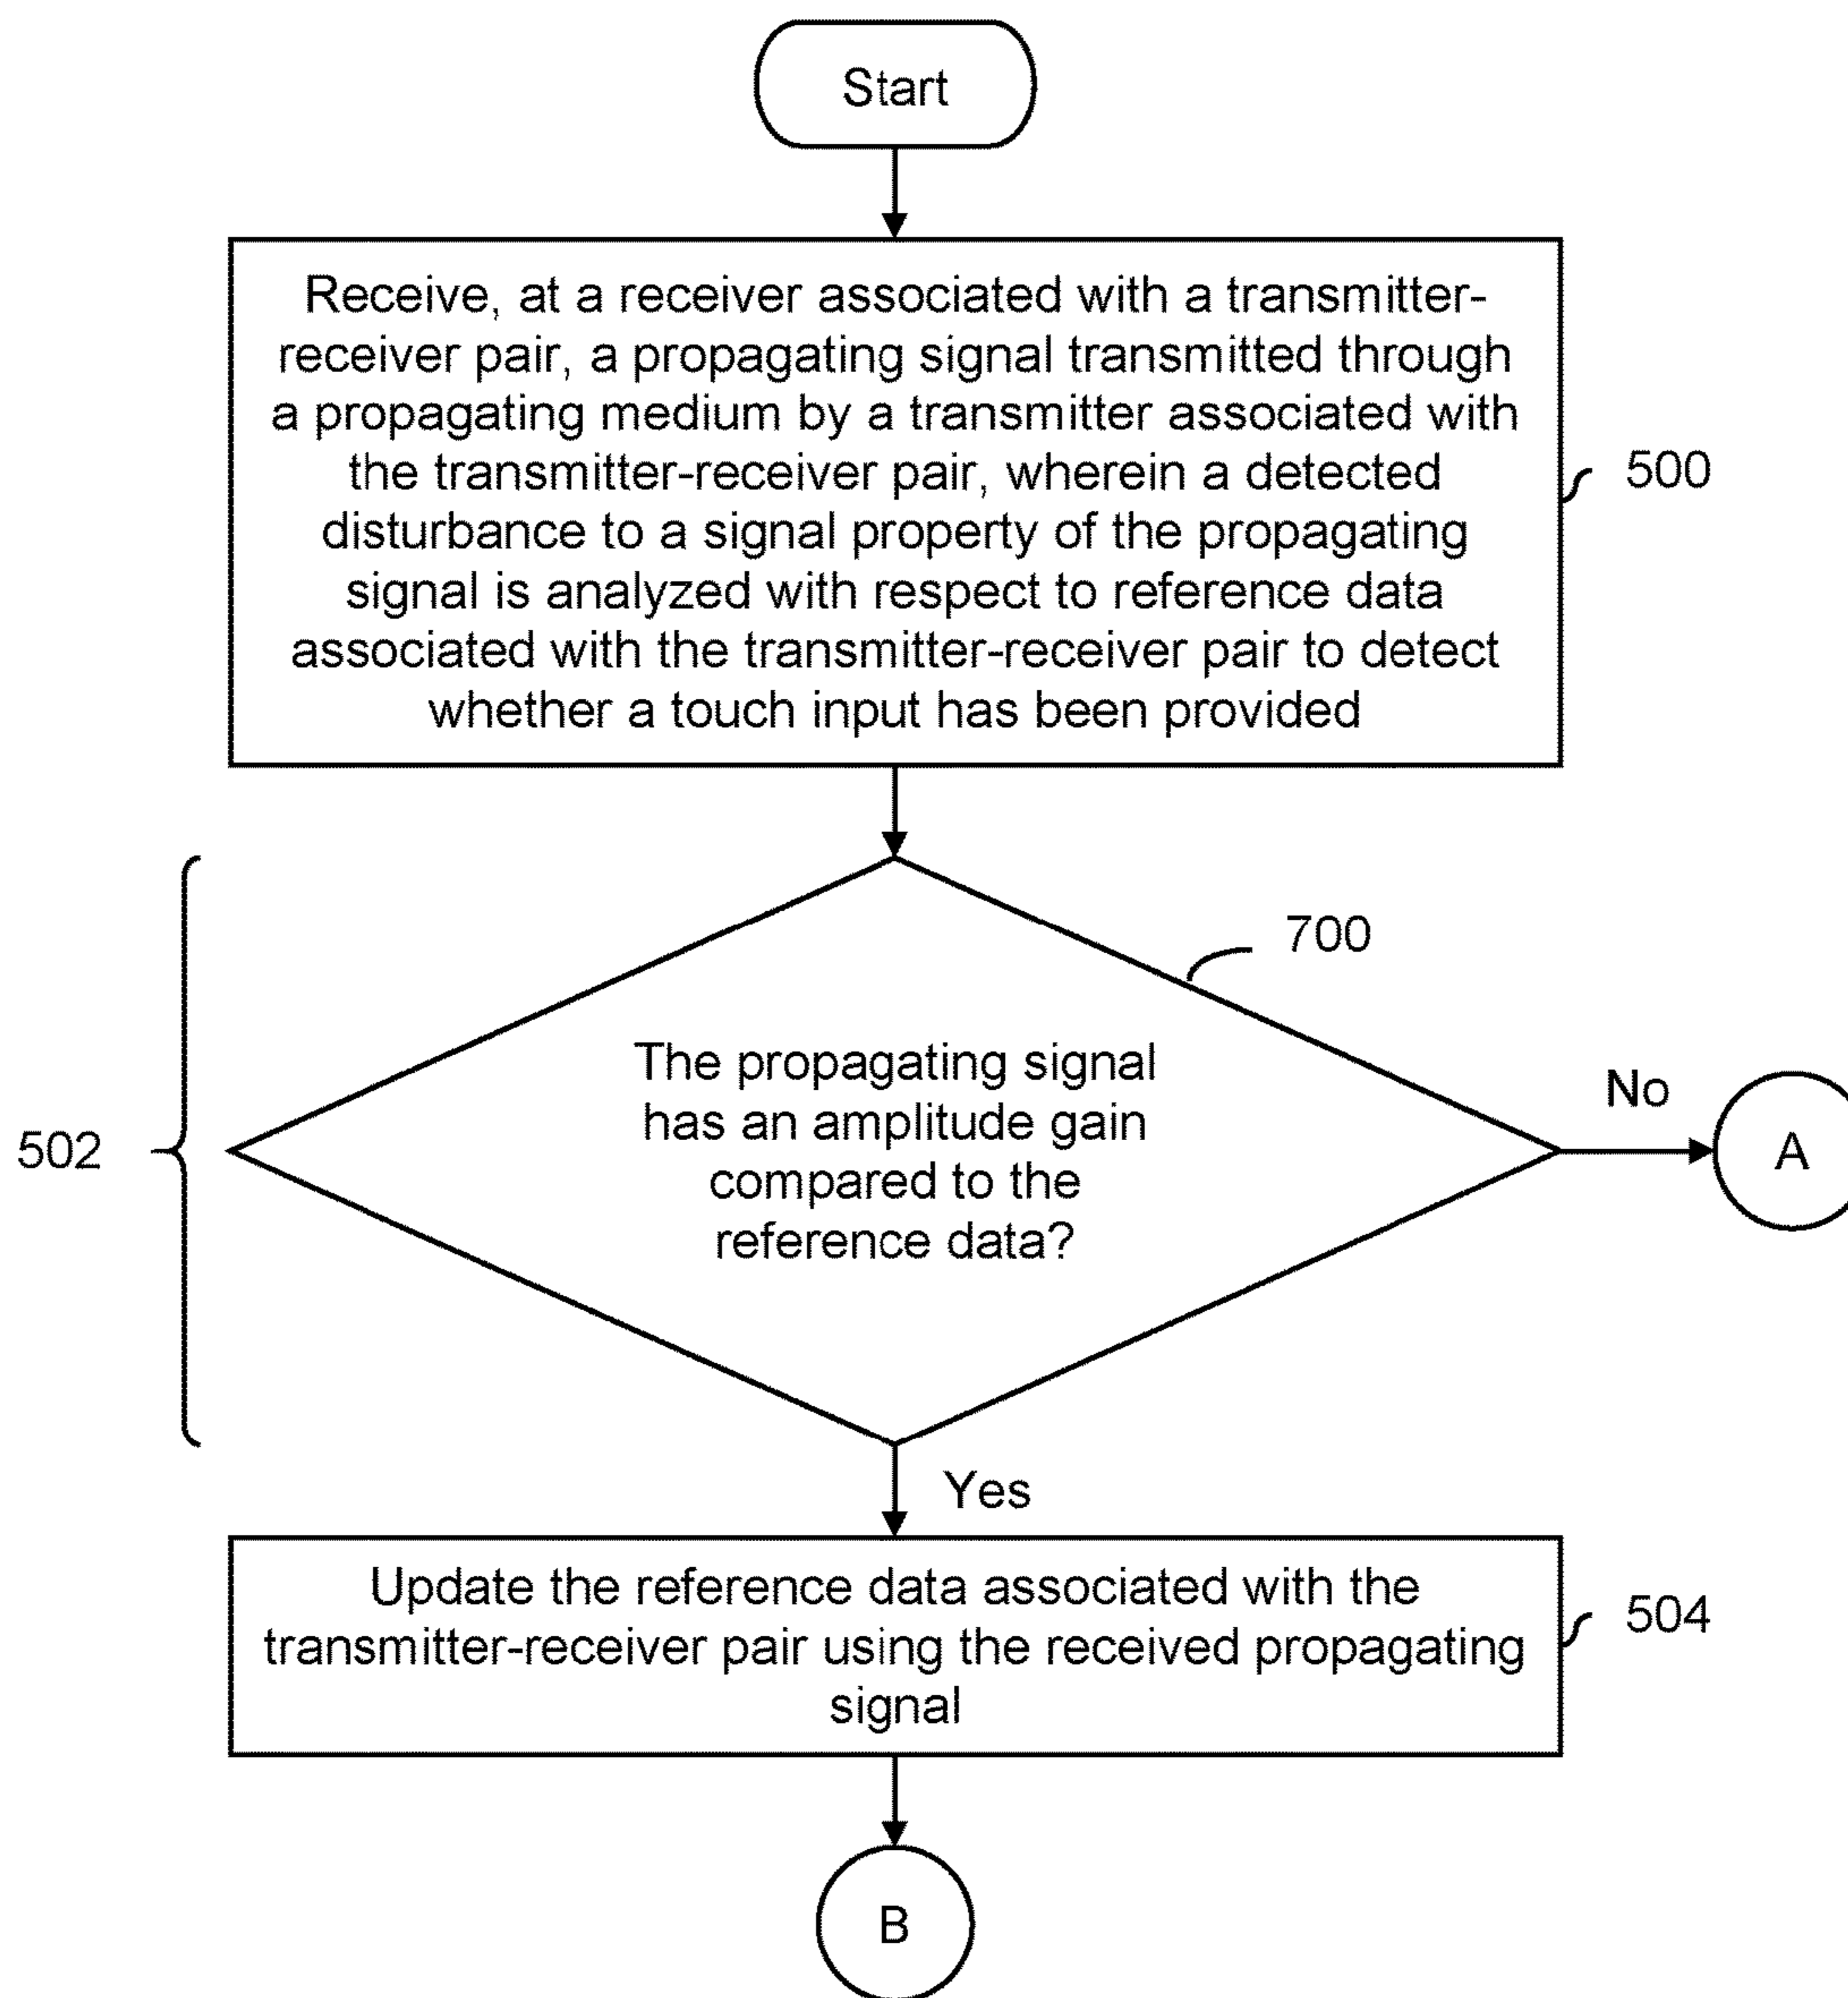 Start
Receive, at a receiver associated with a transmitter-
receiver pair, a propagating signal transmitted through
a propagating medium by a transmitter associated with
the transmitter-receiver pair, wherein a detected
disturbance to a signal property of the propagating
signal is analyzed with respect to reference data
associated with the transmitter-receiver pair to detect
whether a touch input has been provided
500
700
The propagating signal
has an amplitude gain
compared to the
reference data?
502
No
A
Yes
Update the reference data associated with the
transmitter-receiver pair using the received propagating
signal
504
B